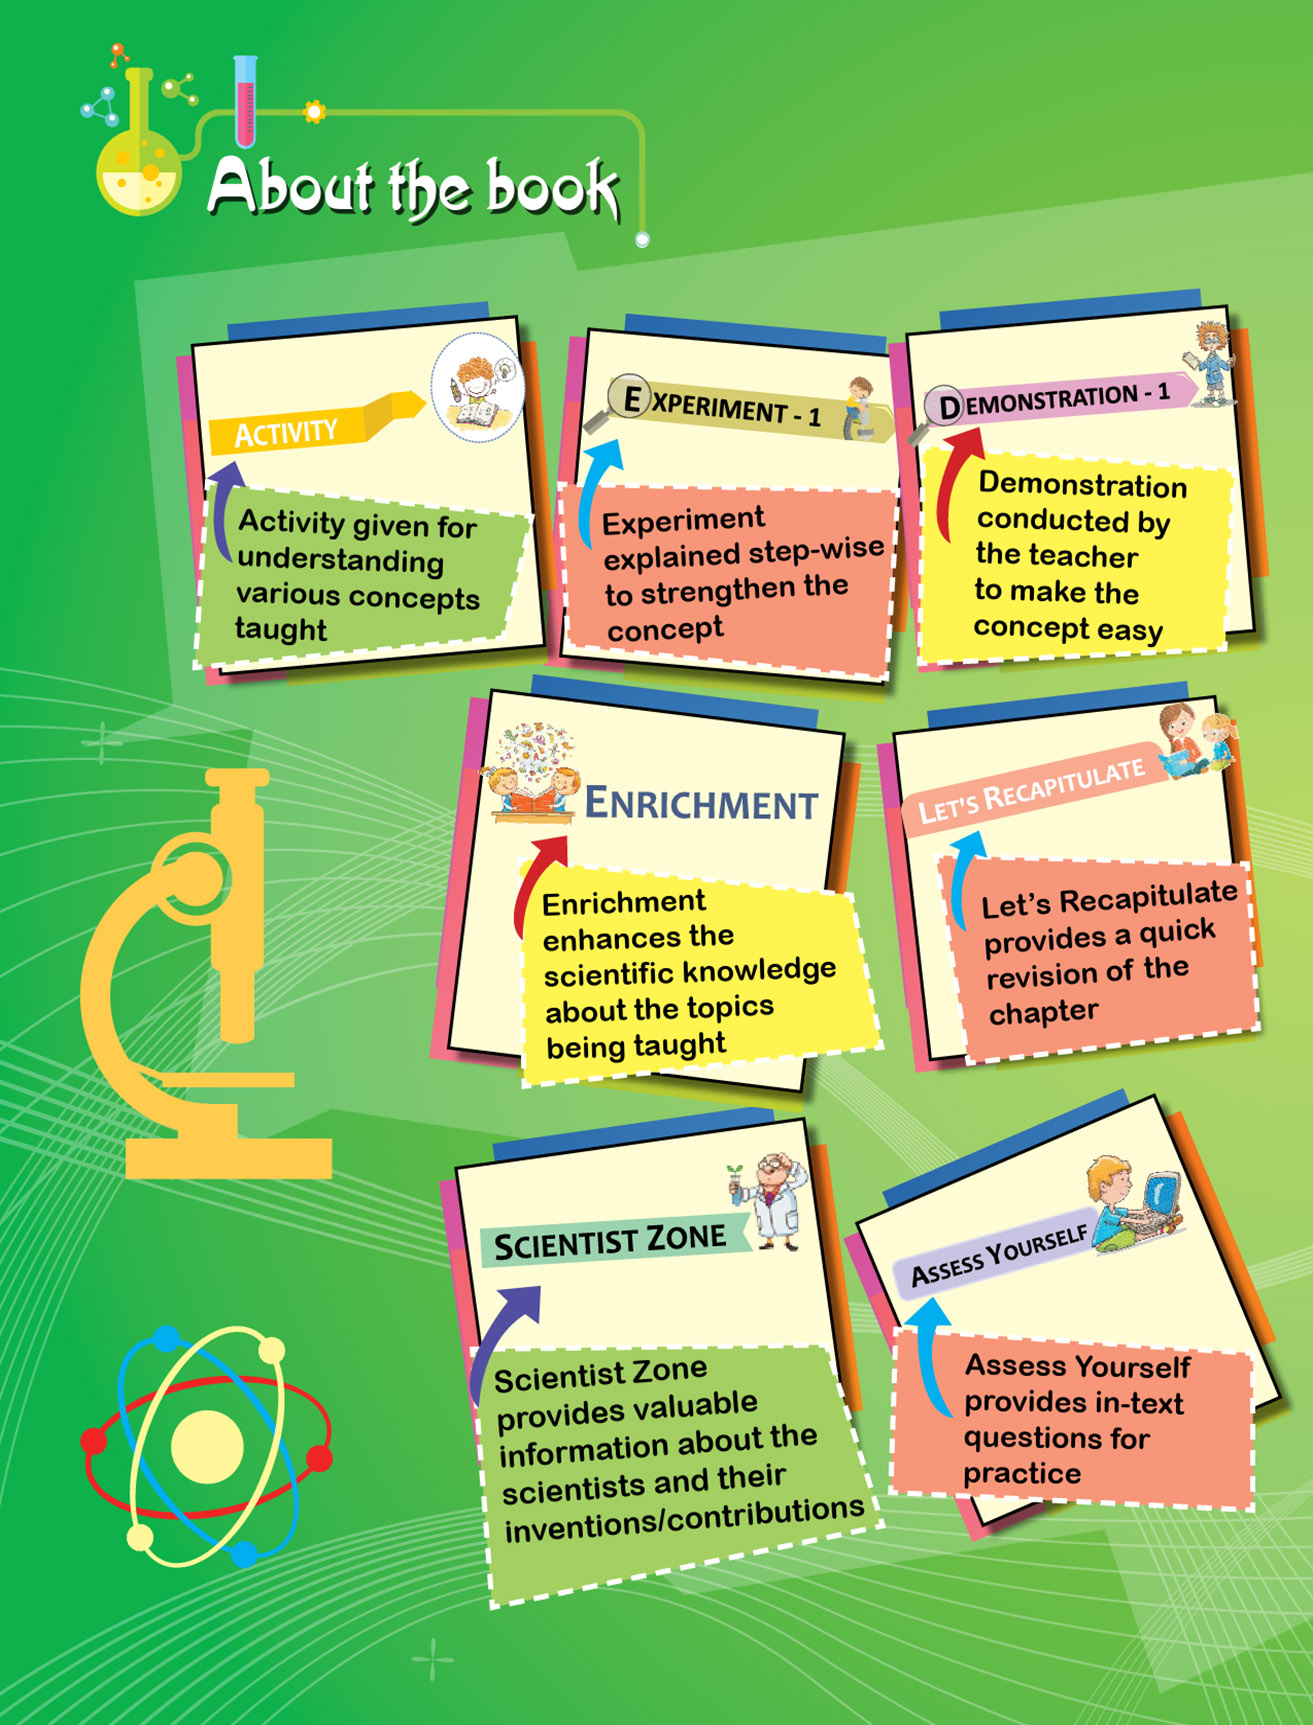 About the book
ACTIVITY
Activity given for
understanding
various concepts
taught
EXPERIMENT - 1
Experiment
explained step-wise
to strengthen the
concept
DEMONSTRATION - 1
Demonstration
conducted by
the teacher
to make the
concept easy
ENRICHMENT
Enrichment
enhances the
scientific knowledge
about the topics
being taught
LET'S RECAPITULATE
Let's Recapitulate
provides a quick
revision of the
chapter
SCIENTIST ZONE
Scientist Zone
provides valuable
information about the
scientists and their
inventions/contributions
ASSESS YOURSELF
Assess Yourself
provides in-text
questions for
practice